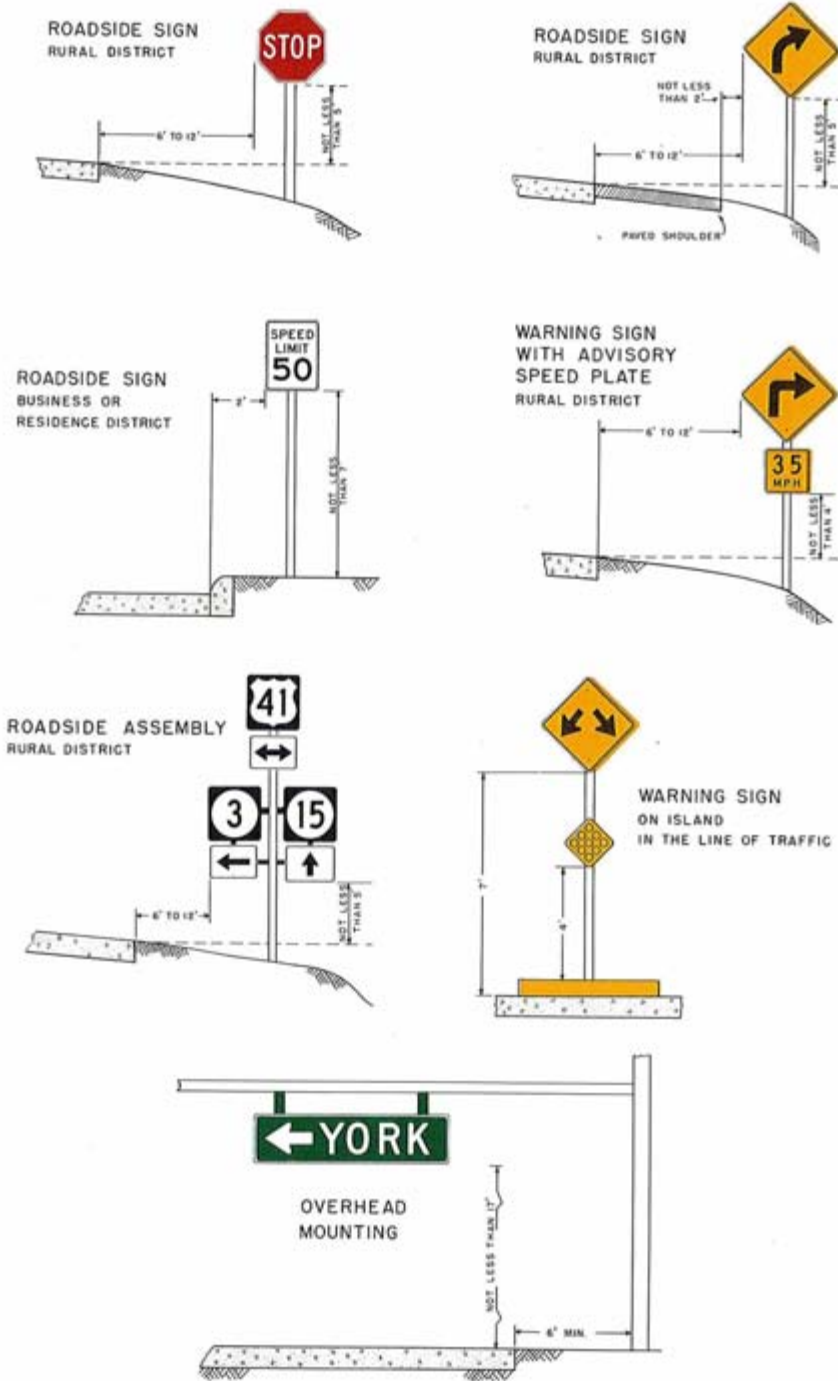 ROADSIDE SIGN
RURAL DISTRICT
STOP
6' TO 12'
NOT LESS
THAN 5'
ROADSIDE SIGN
RURAL DISTRICT
NOT LESS
THAN 2'
6' TO 12'
NOT LESS
THAN 5'
PAVED SHOULDER
ROADSIDE SIGN
BUSINESS OR
RESIDENCE DISTRICT
SPEED
LIMIT
50
2'
NOT LESS
THAN 7'
WARNING SIGN
WITH ADVISORY
SPEED PLATE
RURAL DISTRICT
6' TO 12'
35
MPH
NOT LESS
THAN 4'
ROADSIDE ASSEMBLY
RURAL DISTRICT
41
3
15
6' TO 12'
NOT LESS
THAN 5'
7'
4'
WARNING SIGN
ON ISLAND
IN THE LINE OF TRAFFIC
YORK
OVERHEAD
MOUNTING
NOT LESS THAN 17'
6' MIN.